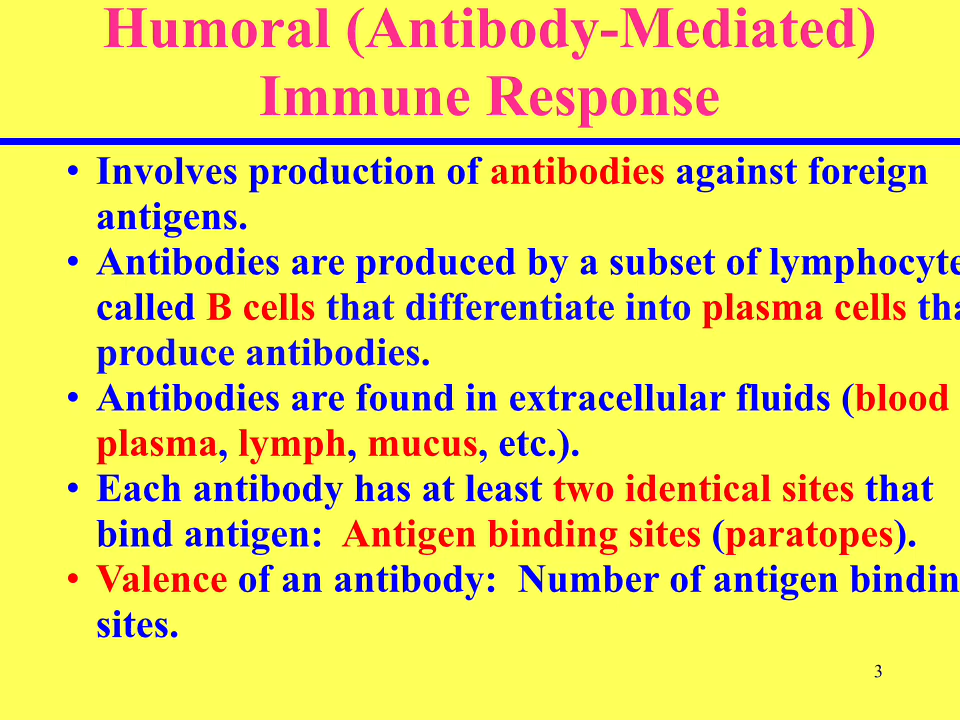 Humoral (Antibody-Mediated)
Immune Response
• Involves production of antibodies against foreign
antigens.
• Antibodies are produced by a subset of lymphocyte
called B cells that differentiate into plasma cells tha
produce antibodies.
• Antibodies are found in extracellular fluids (blood
plasma, lymph, mucus, etc.).
• Each antibody has at least two identical sites that
bind antigen: Antigen binding sites (paratopes).
• Valence of an antibody: Number of antigen bindin
sites.
3